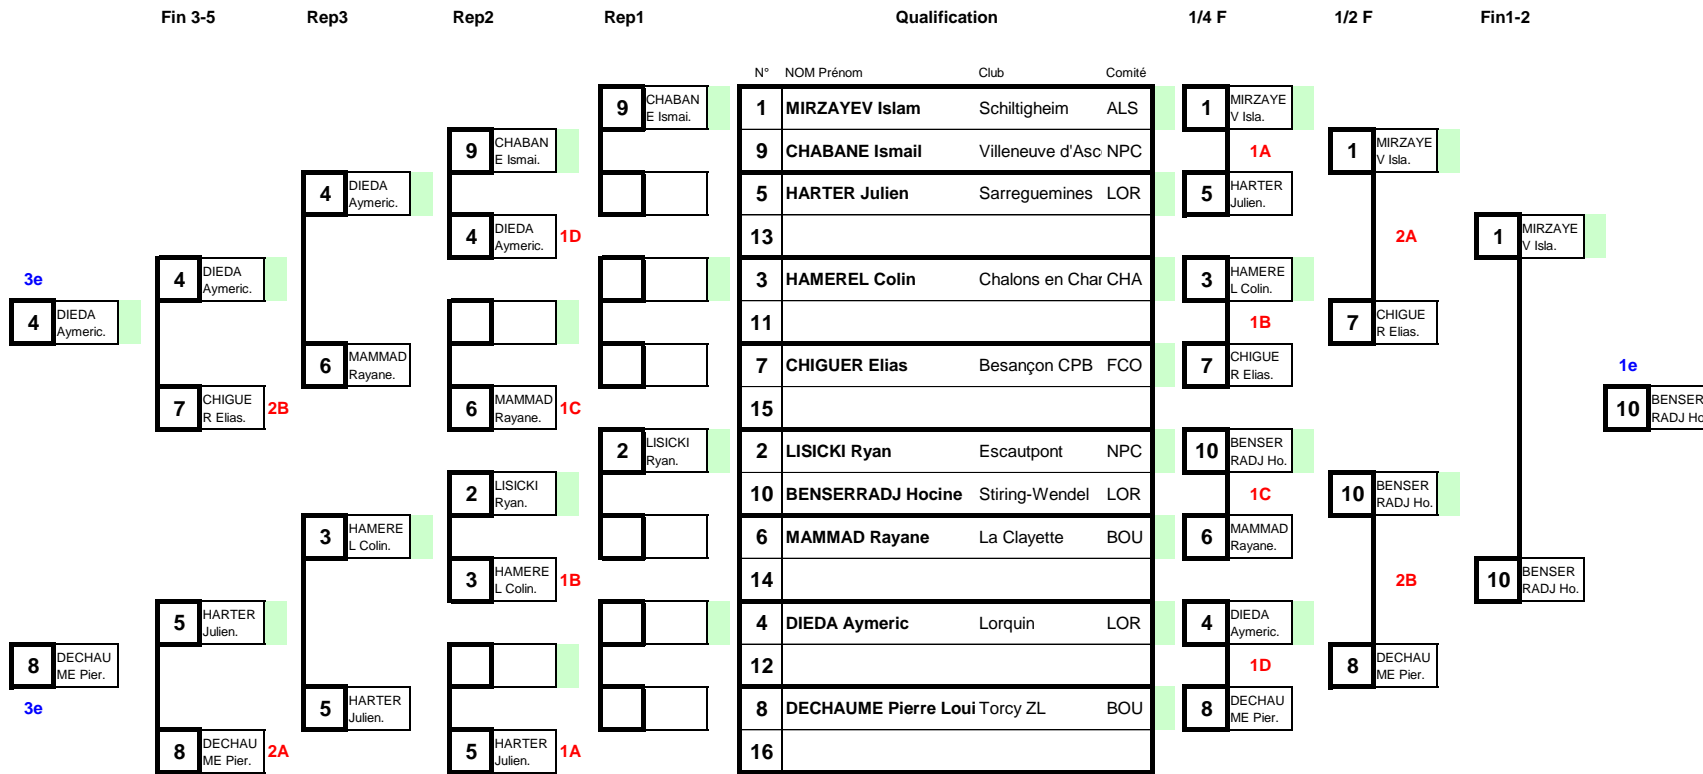 Fin 3-5 Rep3 Rep2 Rep1 Qualification 1/4 F 1/2 F Fin1-2
N° NOM Prénom Club Comité
9 CHABAN
E Ismai.
1 MIRZAYEV Islam Schiltigheim ALS
1 MIRZAYE
V Isla.
9 CHABAN
E Ismai.
9 CHABANE Ismail Villeneuve d'Asc NPC
1A
1 MIRZAYE
V Isla.
4 DIEDA
Aymeric.
5 HARTER Julien Sarreguemines LOR
5 HARTER
Julien.
4 DIEDA
Aymeric.
1D
13
2A
1 MIRZAYE
V Isla.
3e
4 DIEDA
Aymeric.
3 HAMEREL Colin Chalons en Char CHA
3 HAMERE
L Colin.
4 DIEDA
Aymeric.
11
1B
7 CHIGUE
R Elias.
6 MAMMAD
Rayane.
7 CHIGUER Elias Besançon CPB FCO
7 CHIGUE
R Elias.
1e
7 CHIGUE
R Elias.
2B
6 MAMMAD
Rayane.
1C
15
10 BENSER
RADJ Ho
2 LISICKI
Ryan.
2 LISICKI Ryan Escautpont NPC
10 BENSER
RADJ Ho.
2 LISICKI
Ryan.
10 BENSERRADJ Hocine Stiring-Wendel LOR
1C
10 BENSER
RADJ Ho.
3 HAMERE
L Colin.
6 MAMMAD Rayane La Clayette BOU
6 MAMMAD
Rayane.
3 HAMERE
L Colin.
1B
14
2B
10 BENSER
RADJ Ho.
5 HARTER
Julien.
4 DIEDA Aymeric Lorquin LOR
4 DIEDA
Aymeric.
8 DECHAU
ME Pier.
12
1D
8 DECHAU
ME Pier.
3e
5 HARTER
Julien.
8 DECHAUME Pierre Loui Torcy ZL BOU
8 DECHAU
ME Pier.
8 DECHAU
ME Pier.
2A
5 HARTER
Julien.
1A
16